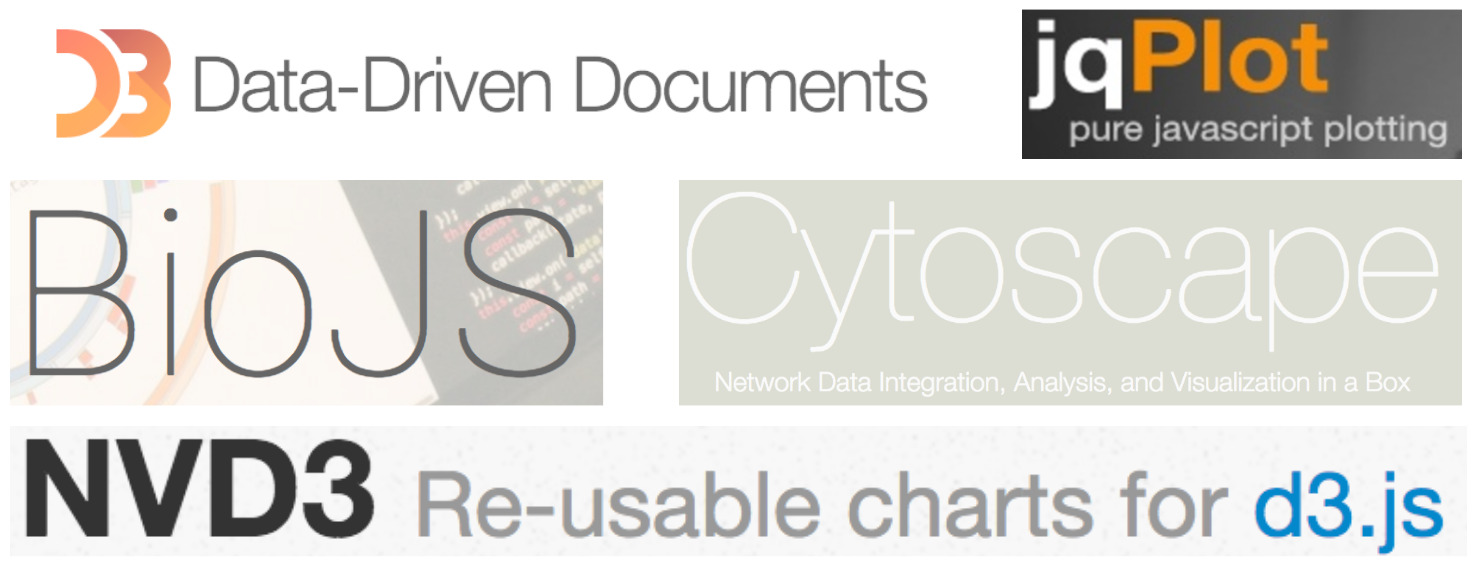 D3 Data-Driven Documents
jqPlot
pure javascript plotting
BioJS
Cytoscape
Network Data Integration, Analysis, and Visualization in a Box
NVD3 Re-usable charts for d3.js